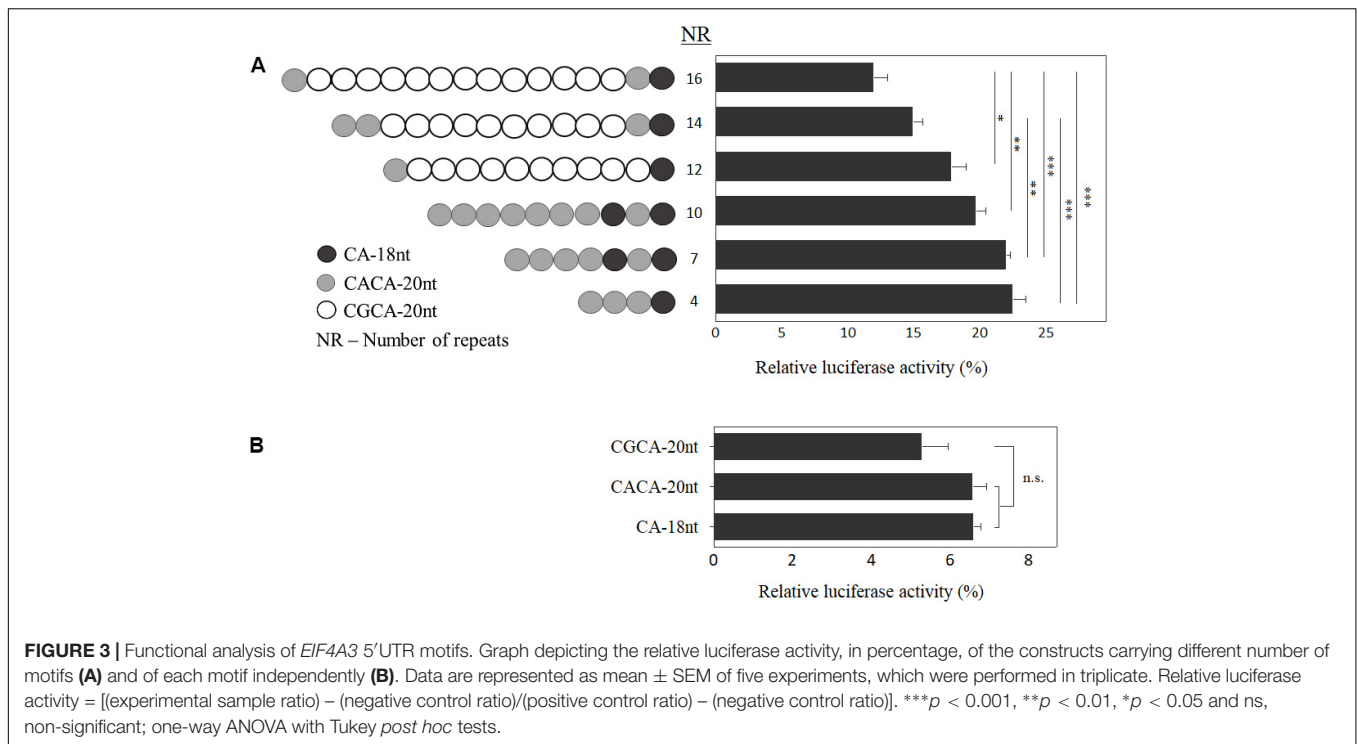 NR
A
16
14
12
10
7
4
CA-18nt
CACA-20nt
CGCA-20nt
NR – Number of repeats
*
**
**
***
***
***
0 5 10 15 20 25
Relative luciferase activity (%)
B
CGCA-20nt
CACA-20nt
CA-18nt
n.s.
0 2 4 6 8
Relative luciferase activity (%)
FIGURE 3 | Functional analysis of EIF4A3 5′UTR motifs. Graph depicting the relative luciferase activity, in percentage, of the constructs carrying different number of
motifs (A) and of each motif independently (B). Data are represented as mean ± SEM of five experiments, which were performed in triplicate. Relative luciferase
activity = [(experimental sample ratio) – (negative control ratio)/(positive control ratio) – (negative control ratio)]. ***p < 0.001, **p < 0.01, *p < 0.05 and ns,
non-significant; one-way ANOVA with Tukey post hoc tests.